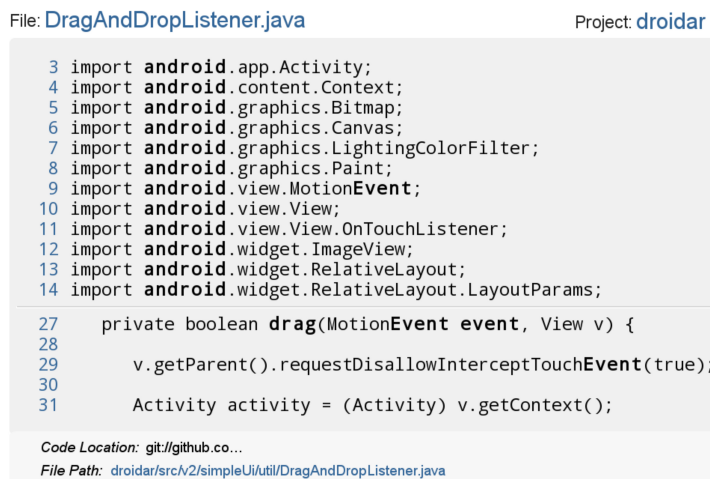 File: DragAndDropListener.java Project: droidar
3 import android.app.Activity;
4 import android.content.Context;
5 import android.graphics.Bitmap;
6 import android.graphics.Canvas;
7 import android.graphics.LightingColorFilter;
8 import android.graphics.Paint;
9 import android.view.MotionEvent;
10 import android.view.View;
11 import android.view.View.OnTouchListener;
12 import android.widget.ImageView;
13 import android.widget.RelativeLayout;
14 import android.widget.RelativeLayout.LayoutParams;
27 private boolean drag(MotionEvent event, View v) {
28
29 v.getParent().requestDisallowInterceptTouchEvent(true);
30
31 Activity activity = (Activity) v.getContext();
Code Location: git://github.co...
File Path: droidar/src/v2/simpleUi/util/DragAndDropListener.java